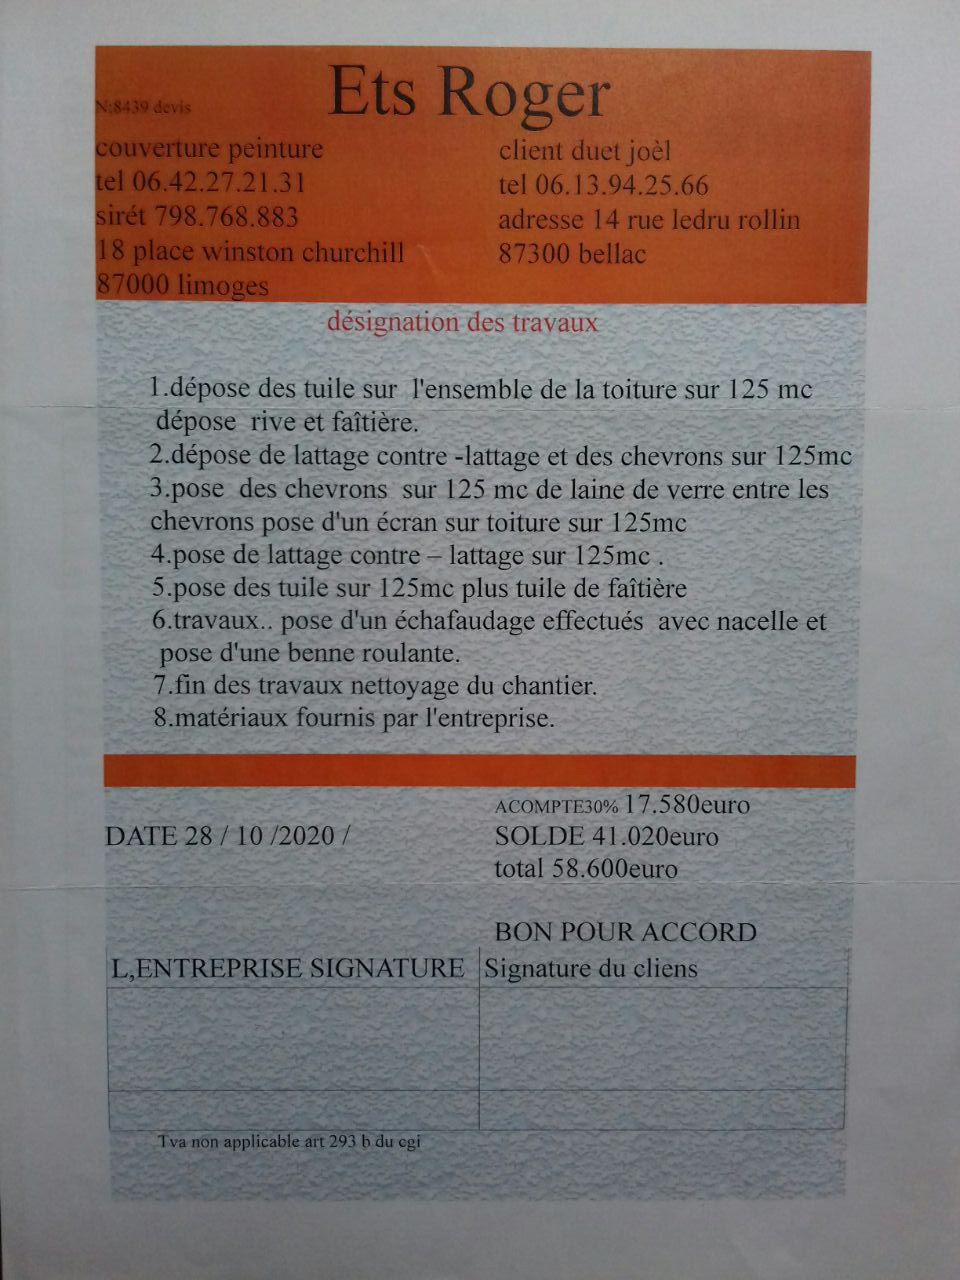 Ets Roger
N:8439 devis
couverture peinture
tel 06.42.27.21.31
sirét 798.768.883
18 place winston churchill
87000 limoges
client duet joèl
tel 06.13.94.25.66
adresse 14 rue ledru rollin
87300 bellac
désignation des travaux
1.dépose des tuile sur l'ensemble de la toiture sur 125 mc
dépose rive et faîtière.
2.dépose de lattage contre -lattage et des chevrons sur 125mc
3.pose des chevrons sur 125 mc de laine de verre entre les
chevrons pose d'un écran sur toiture sur 125mc
4.pose de lattage contre – lattage sur 125mc .
5.pose des tuile sur 125mc plus tuile de faîtière
6.travaux.. pose d'un échafaudage effectués avec nacelle et
pose d'une benne roulante.
7.fin des travaux nettoyage du chantier.
8.matériaux fournis par l'entreprise.
ACOMPTE30% 17.580euro
DATE 28 / 10 /2020 /
SOLDE 41.020euro
total 58.600euro
BON POUR ACCORD
L,ENTREPRISE SIGNATURE
Signature du cliens
Tva non applicable art 293 b du cgi